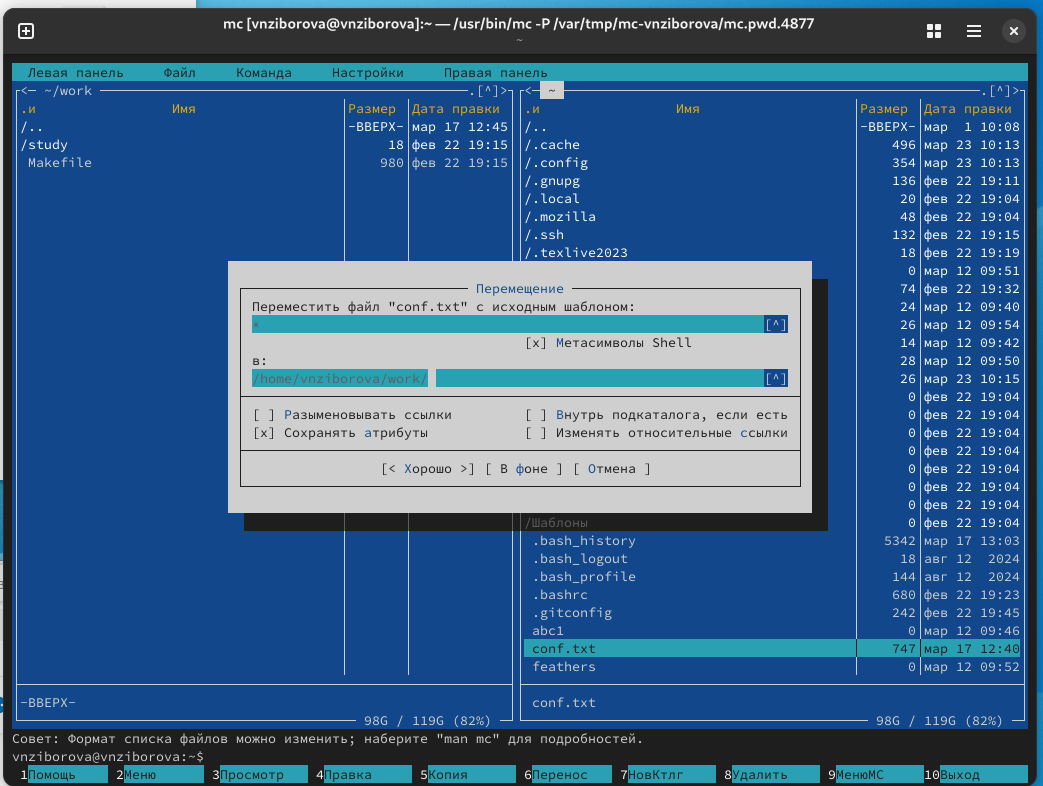 mc [vnziborova@vnziborova]:~ — /usr/bin/mc -P /var/tmp/mc-vnziborova/mc.pwd.4877
~
Левая панель Файл Команда Настройки Правая панель
<— ~/work .[^]> <— ~ .[^]>
.и Имя Размер Дата правки .и Имя Размер Дата правки
/.. -ВВЕРХ- мар 17 12:45 /.. -ВВЕРХ- мар 1 10:08
/study 18 фев 22 19:15 /.cache 496 мар 23 10:13
Makefile 980 фев 22 19:15 /.config 354 мар 23 10:13
/.gnupg 136 фев 22 19:11
/.local 20 фев 22 19:04
/.mozilla 48 фев 22 19:04
/.ssh 132 фев 22 19:15
/.texlive2023 18 фев 22 19:19
0 мар 12 09:51
Перемещение 74 фев 22 19:32
Переместить файл "conf.txt" с исходным шаблоном: 24 мар 12 09:40
* [^] 26 мар 12 09:54
[x] Метасимволы Shell 14 мар 12 09:42
в: 28 мар 12 09:50
/home/vnziborova/work/ [^] 26 мар 23 10:15
0 фев 22 19:04
[ ] Разыменовывать ссылки [ ] Внутрь подкаталога, если есть 0 фев 22 19:04
[x] Сохранять атрибуты [ ] Изменять относительные ссылки 0 фев 22 19:04
0 фев 22 19:04
[< Хорошо >] [ В фоне ] [ Отмена ] 0 фев 22 19:04
0 фев 22 19:04
0 фев 22 19:04
/Шаблоны 0 фев 22 19:04
.bash_history 5342 мар 17 13:03
.bash_logout 18 авг 12 2024
.bash_profile 144 авг 12 2024
.bashrc 680 фев 22 19:23
.gitconfig 242 фев 22 19:45
abc1 0 мар 12 09:46
conf.txt 747 мар 17 12:40
feathers 0 мар 12 09:52
-ВВЕРХ- conf.txt
98G / 119G (82%) 98G / 119G (82%)
Совет: Формат списка файлов можно изменить; наберите "man mc" для подробностей.
vnziborova@vnziborova:~$
1Помощь 2Меню 3Просмотр 4Правка 5Копия 6Перенос 7НовКтлг 8Удалить 9МенюМС 10Выход